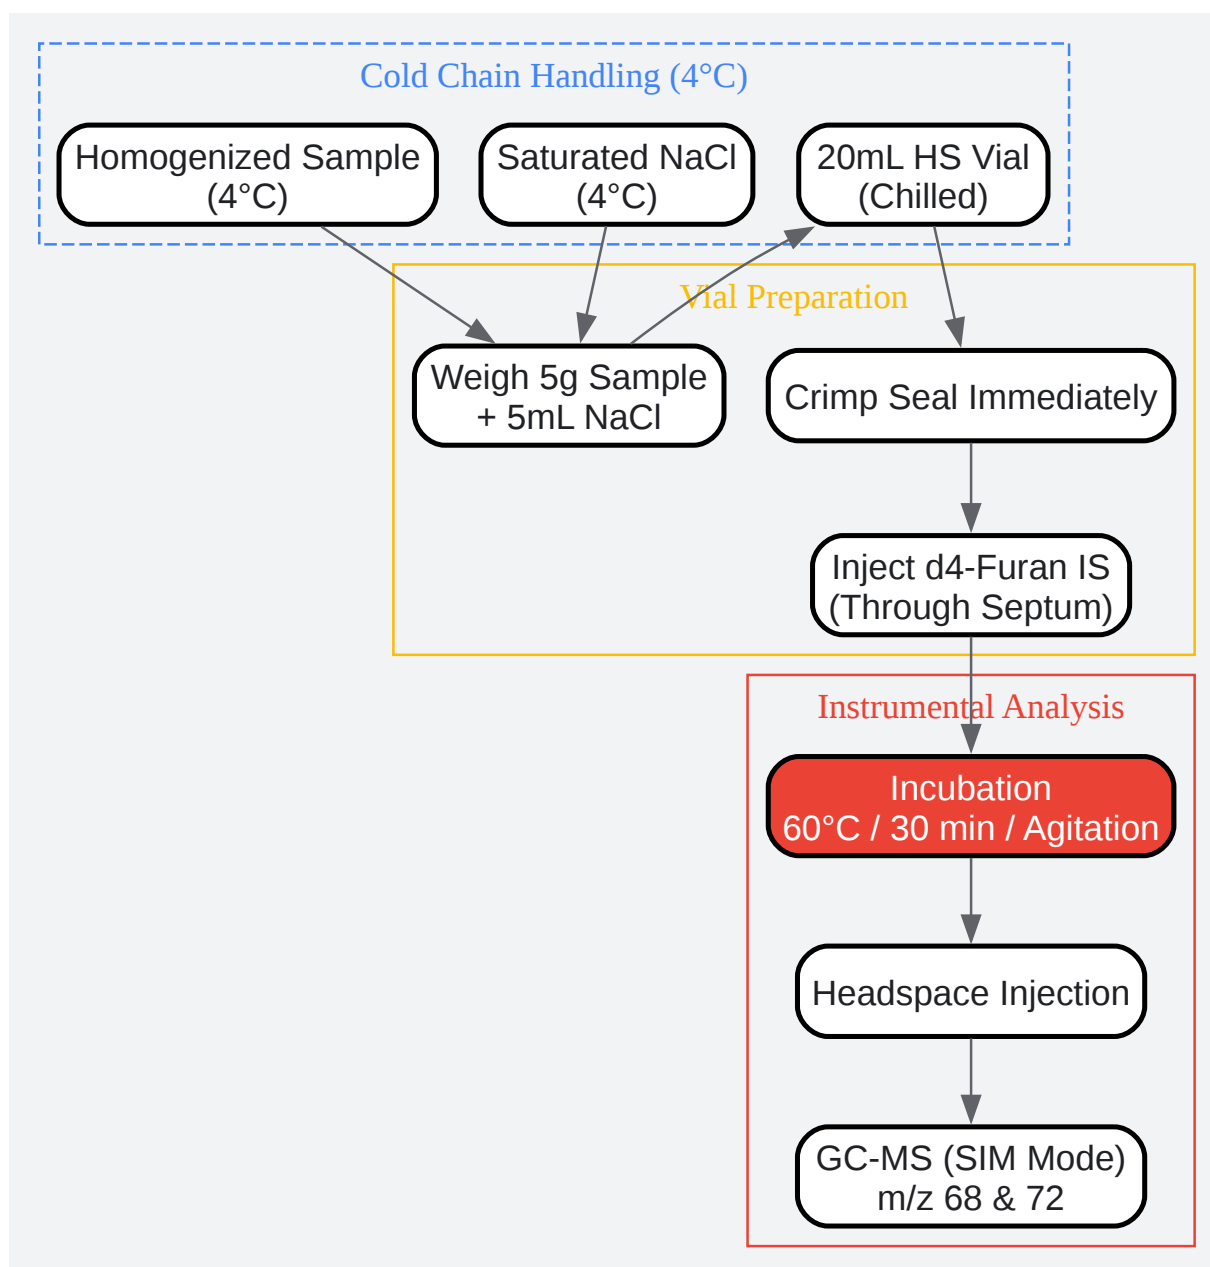 Cold Chain Handling (4°C)
Homogenized Sample
(4°C)
Saturated NaCl
(4°C)
20mL HS Vial
(Chilled)
Vial Preparation
Weigh 5g Sample
+ 5mL NaCl
Crimp Seal Immediately
Inject d4-Furan IS
(Through Septum)
Instrumental Analysis
Incubation
60°C / 30 min / Agitation
Headspace Injection
GC-MS (SIM Mode)
m/z 68 & 72